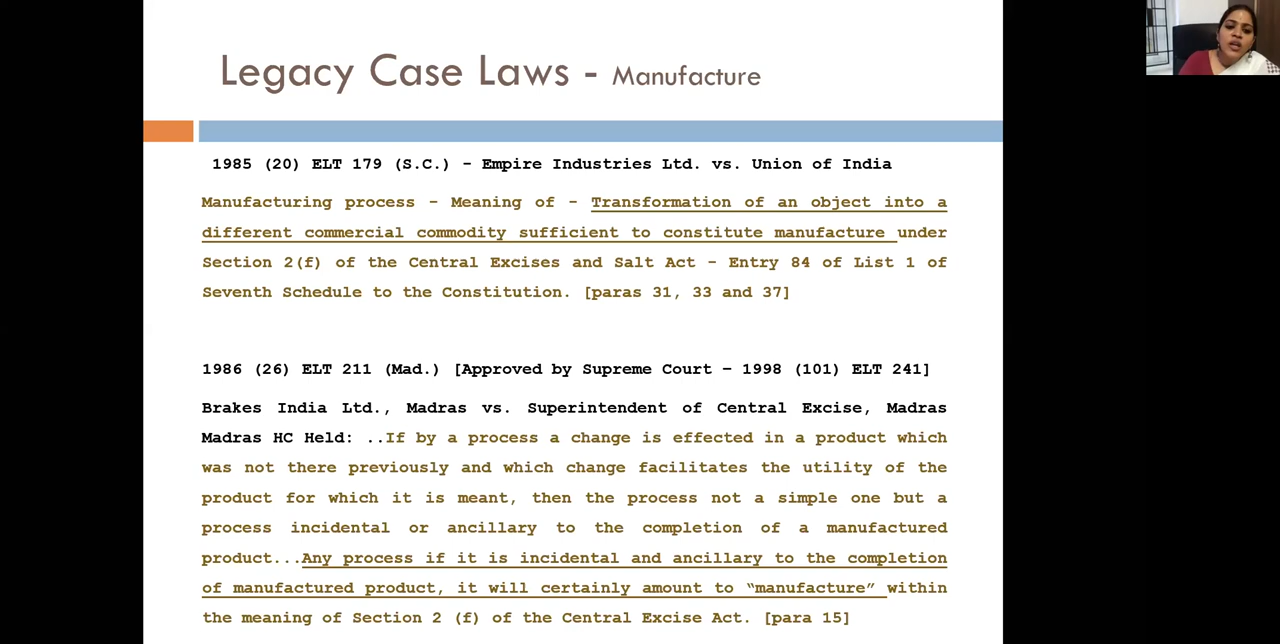 Legacy Case Laws - Manufacture
1985 (20) ELT 179 (S.C.) - Empire Industries Ltd. vs. Union of India
Manufacturing process - Meaning of - Transformation of an object into a
different commercial commodity sufficient to constitute manufacture under
Section 2(f) of the Central Excises and Salt Act - Entry 84 of List 1 of
Seventh Schedule to the Constitution. [paras 31, 33 and 37]
1986 (26) ELT 211 (Mad.) [Approved by Supreme Court – 1998 (101) ELT 241]
Brakes India Ltd., Madras vs. Superintendent of Central Excise, Madras
Madras HC Held: ..If by a process a change is effected in a product which
was not there previously and which change facilitates the utility of the
product for which it is meant, then the process not a simple one but a
process incidental or ancillary to the completion of a manufactured
product...Any process if it is incidental and ancillary to the completion
of manufactured product, it will certainly amount to “manufacture” within
the meaning of Section 2 (f) of the Central Excise Act. [para 15]